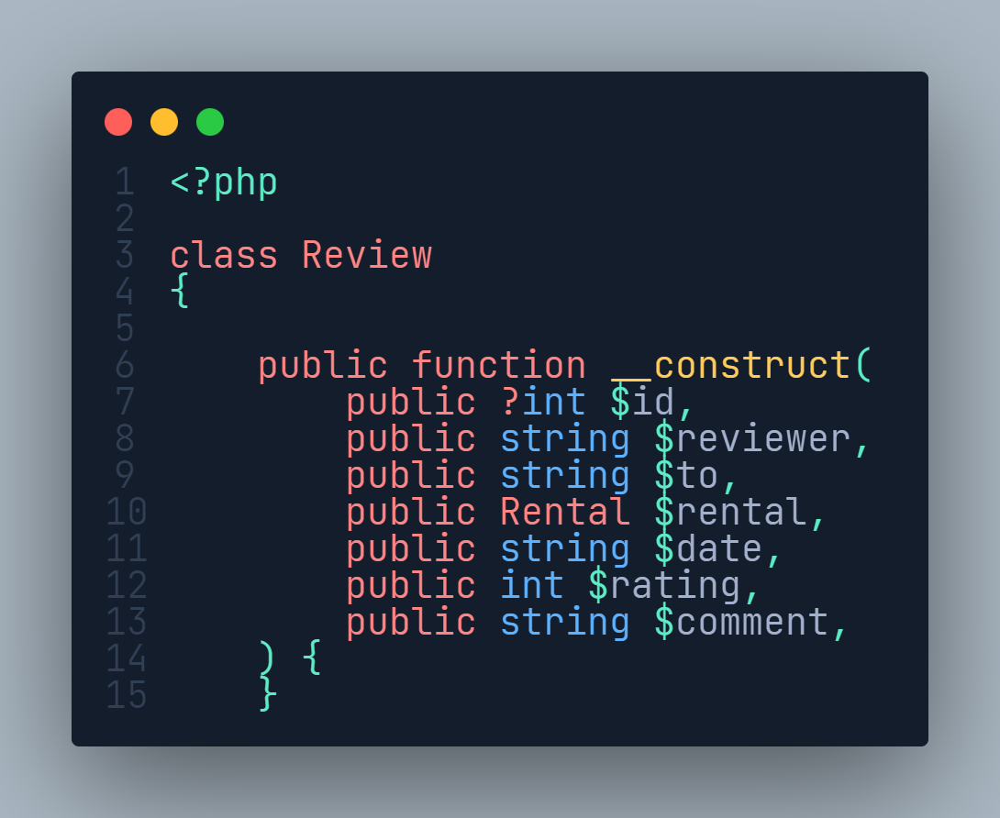 1 <?php
2
3 class Review
4 {
5
6     public function __construct(
7         public ?int $id,
8         public string $reviewer,
9         public string $to,
10         public Rental $rental,
11         public string $date,
12         public int $rating,
13         public string $comment,
14     ) {
15     }